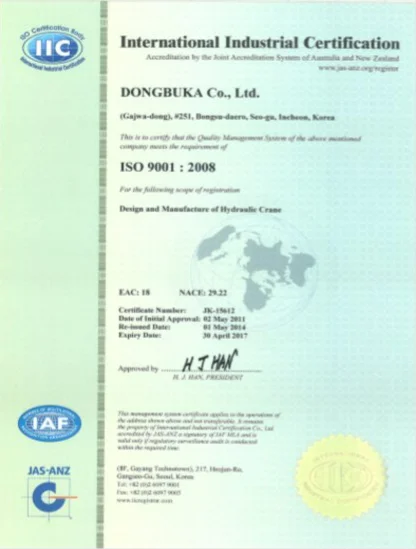 ISO Certification Body
IIC
International Industrial Certification
International Industrial Certification
Accreditation by the Joint Accreditation System of Australia and New Zealand
www.jas-anz.org/register
DONGBUKA Co., Ltd.
(Gajwa-dong), #251, Bongsu-daero, Seo-gu, Incheon, Korea
This is to certify that the Quality Management System of the above mentioned
company meets the requirement of
ISO 9001 : 2008
For the following scope of registration
Design and Manufacture of Hydraulic Crane
EAC: 18 NACE: 29.22
Certificate Number: JK-15612
Date of Initial Approval: 02 May 2011
Re-issued Date: 01 May 2014
Expiry Date: 30 April 2017
Approved by H J HAN
H. J. HAN, PRESIDENT
This management system certificate applies to the operations of
the address shown above and not transferable. It remains
the property of International Industrial Certification Co., Ltd.
accredited by JAS-ANZ a signatory of IAF MLA and is
valid only if regulatory surveillance audit is conducted
within the required time.
IAF
JAS-ANZ
(8F, Gayang Technotown), 217, Heojun-Ro,
Gangseo-Gu, Seoul, Korea
Tel: +82 (0)2 6097 9001
Fax: +82 (0)2 6097 9005
IIC